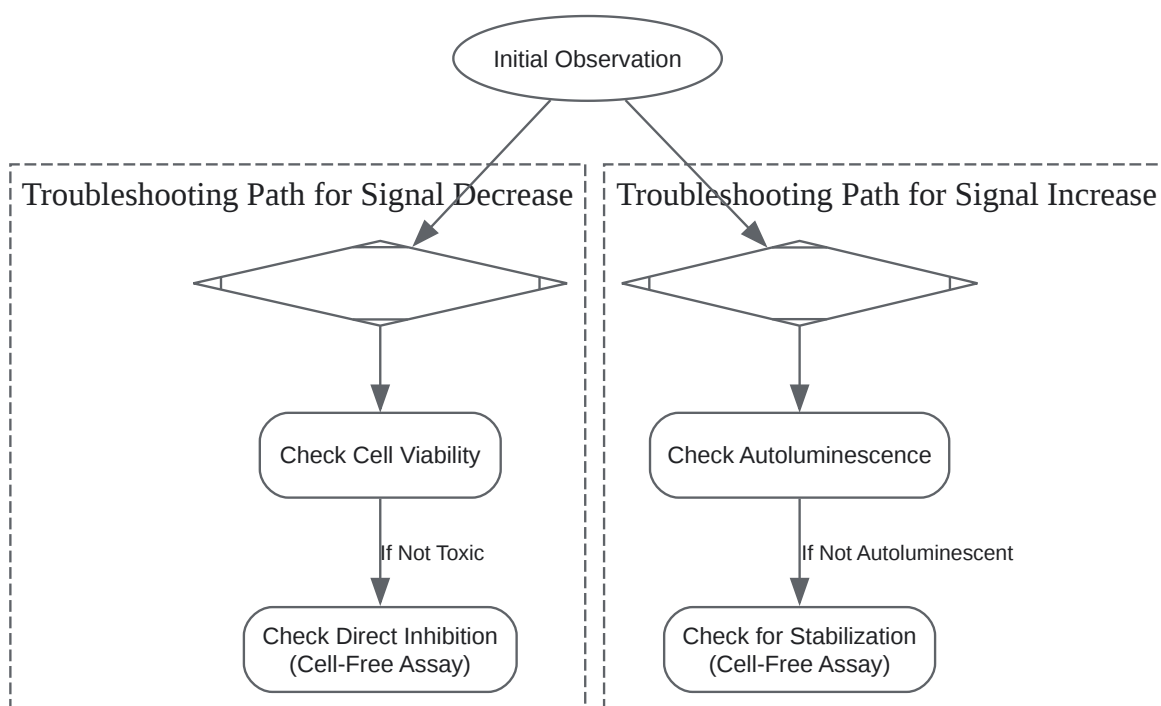 Initial Observation
Troubleshooting Path for Signal Decrease
Troubleshooting Path for Signal Increase
Check Cell Viability
Check Autoluminescence
If Not Toxic
If Not Autoluminescent
Check Direct Inhibition
(Cell-Free Assay)
Check for Stabilization
(Cell-Free Assay)